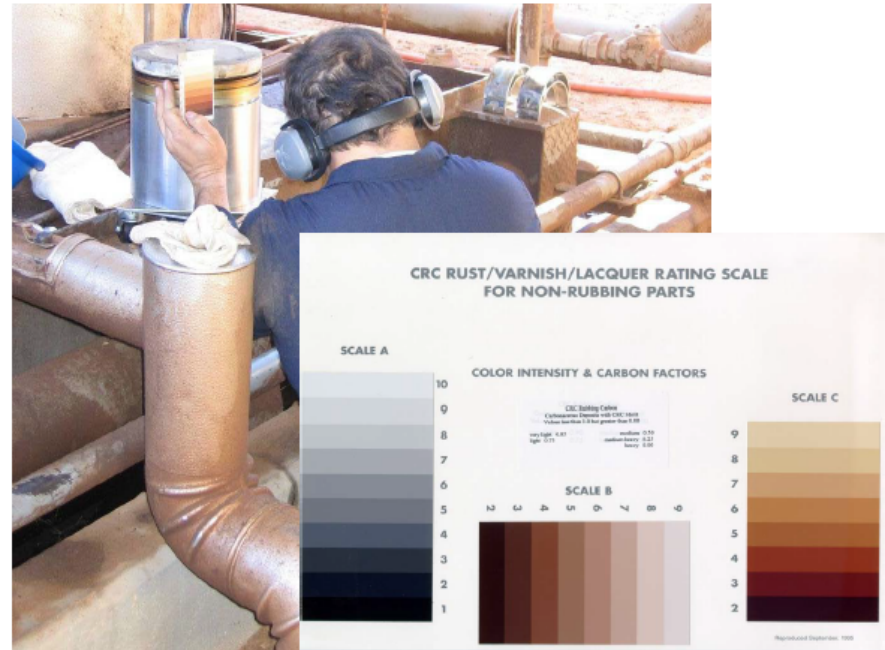 CRC RUST/VARNISH/LACQUER RATING SCALE
FOR NON-RUBBING PARTS
SCALE A
10
9
8
7
6
5
4
3
2
1
COLOR INTENSITY & CARBON FACTORS
CRC Rubbing Carbon
very light
light
medium
medium-heavy
heavy
SCALE B
2
3
4
5
6
7
8
9
SCALE C
9
8
7
6
5
4
3
2
Reproduced September,